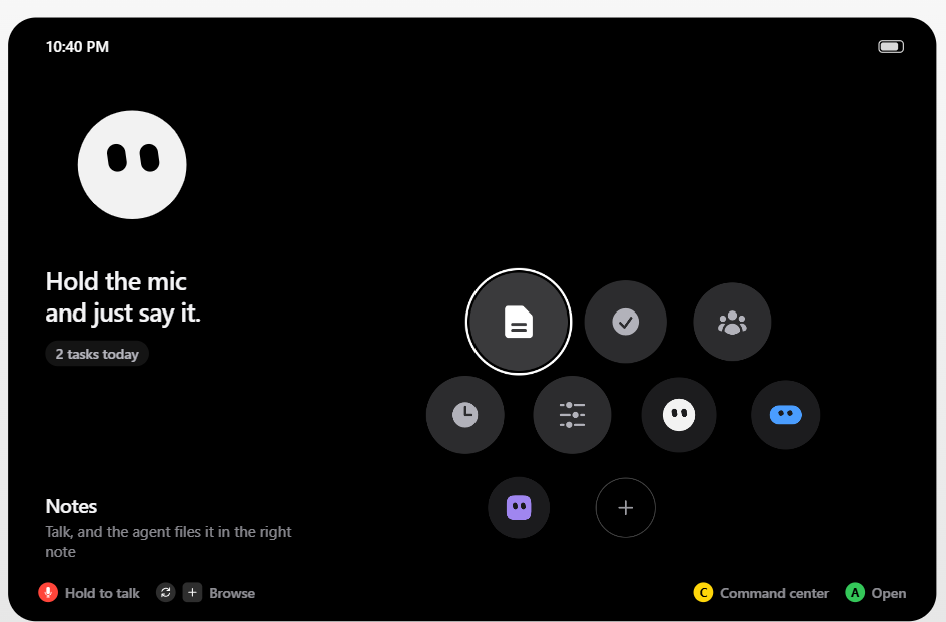 10:40 PM
Hold the mic
and just say it.
2 tasks today
Notes
Talk, and the agent files it in the right
note
Hold to talk
Browse
C Command center
A Open